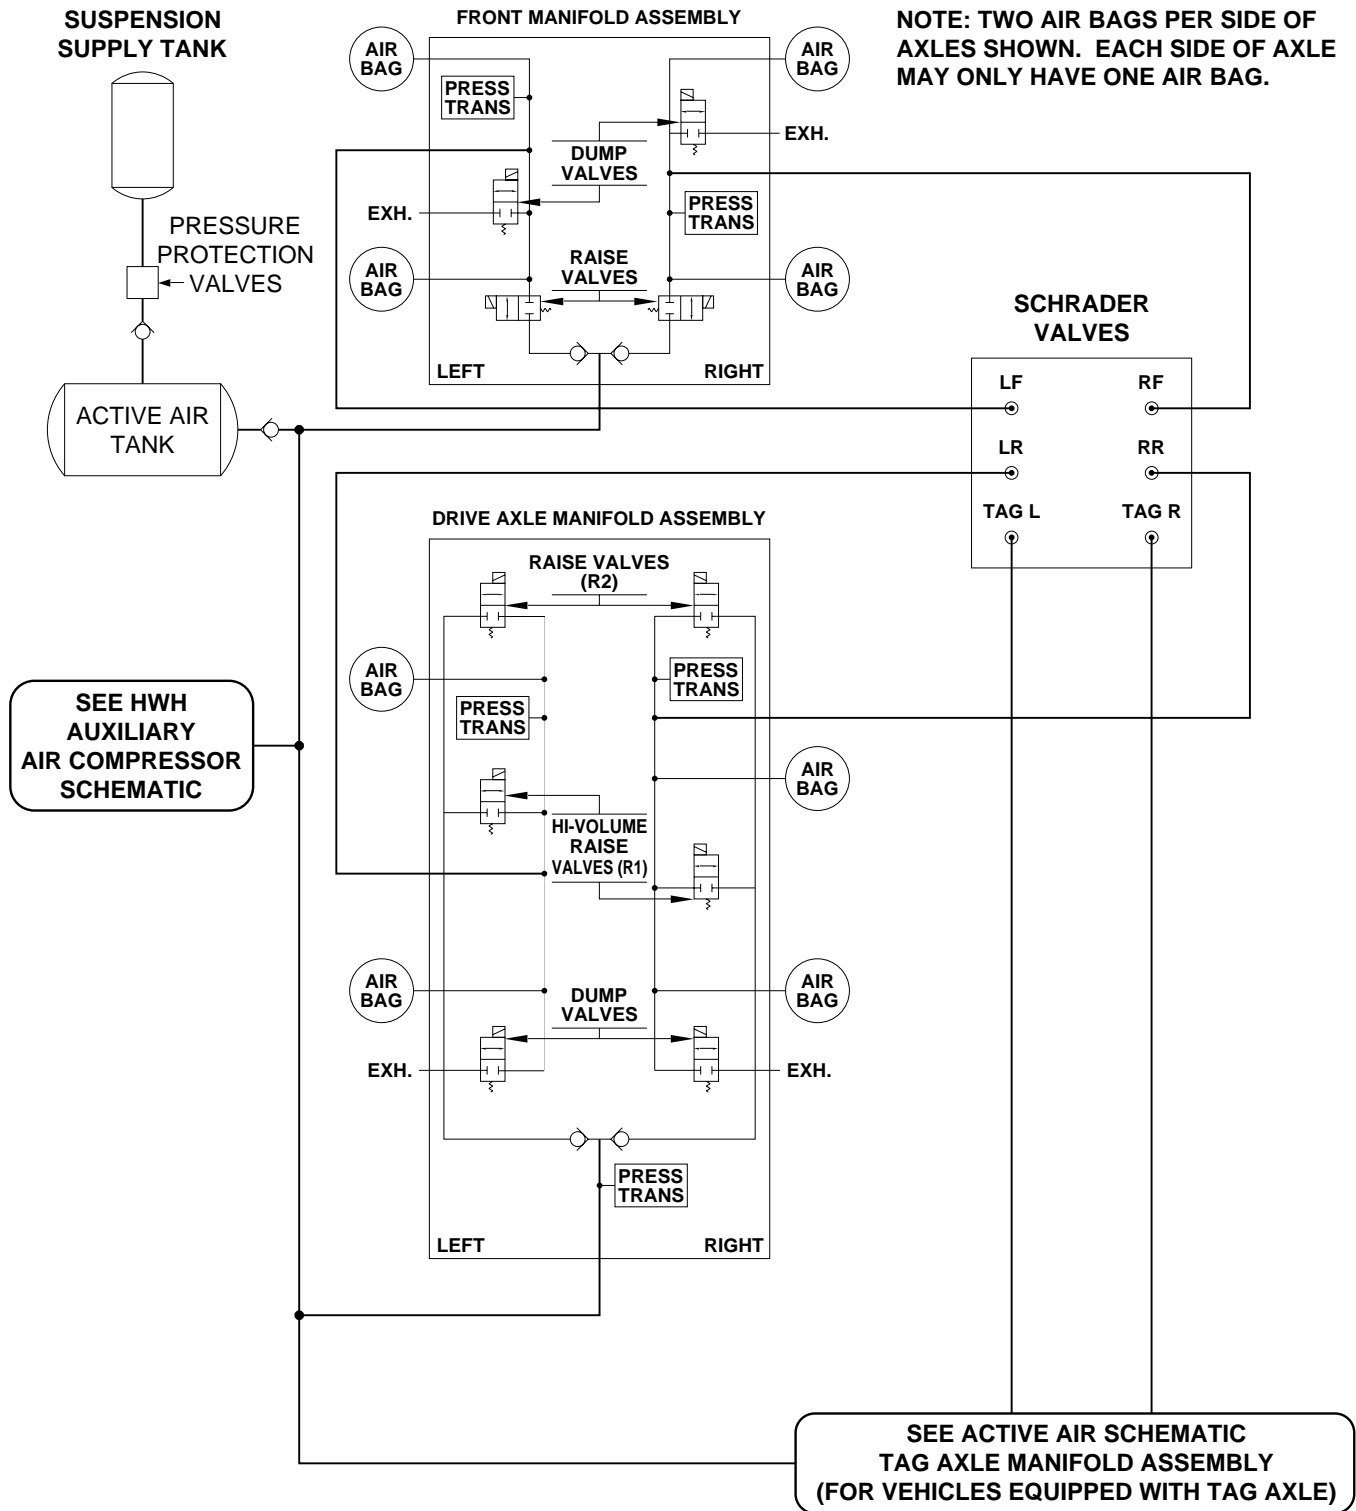 SUSPENSION
SUPPLY TANK
FRONT MANIFOLD ASSEMBLY
NOTE: TWO AIR BAGS PER SIDE OF
AXLES SHOWN. EACH SIDE OF AXLE
MAY ONLY HAVE ONE AIR BAG.
AIR
BAG
AIR
BAG
PRESS
TRANS
EXH.
DUMP
VALVES
EXH.
PRESS
TRANS
PRESSURE
PROTECTION
VALVES
AIR
BAG
RAISE
VALVES
AIR
BAG
LEFT
RIGHT
SCHRADER
VALVES
LF
RF
LR
RR
TAG L
TAG R
ACTIVE AIR
TANK
DRIVE AXLE MANIFOLD ASSEMBLY
RAISE VALVES
(R2)
AIR
BAG
PRESS
TRANS
PRESS
TRANS
SEE HWH
AUXILIARY
AIR COMPRESSOR
SCHEMATIC
AIR
BAG
HI-VOLUME
RAISE
VALVES (R1)
AIR
BAG
DUMP
VALVES
AIR
BAG
EXH.
EXH.
PRESS
TRANS
LEFT
RIGHT
SEE ACTIVE AIR SCHEMATIC
TAG AXLE MANIFOLD ASSEMBLY
(FOR VEHICLES EQUIPPED WITH TAG AXLE)